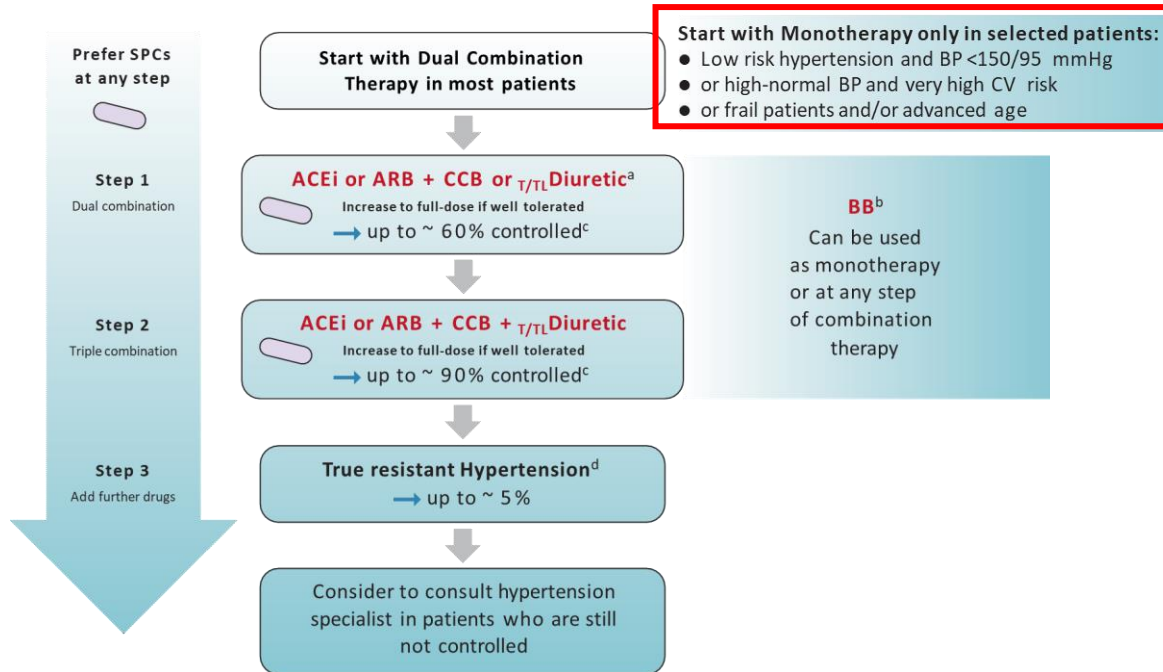 Prefer SPCs
at any step
Start with Dual Combination
Therapy in most patients
Start with Monotherapy only in selected patients:
● Low risk hypertension and BP <150/95 mmHg
● or high-normal BP and very high CV risk
● or frail patients and/or advanced age
Step 1
Dual combination
ACEi or ARB + CCB or T/TLDiuretic^a
Increase to full-dose if well tolerated
→ up to ~ 60% controlled^c
BB^b
Can be used
as monotherapy
or at any step
of combination
therapy
Step 2
Triple combination
ACEi or ARB + CCB + T/TLDiuretic
Increase to full-dose if well tolerated
→ up to ~ 90% controlled^c
Step 3
Add further drugs
True resistant Hypertension^d
→ up to ~ 5%
Consider to consult hypertension
specialist in patients who are still
not controlled